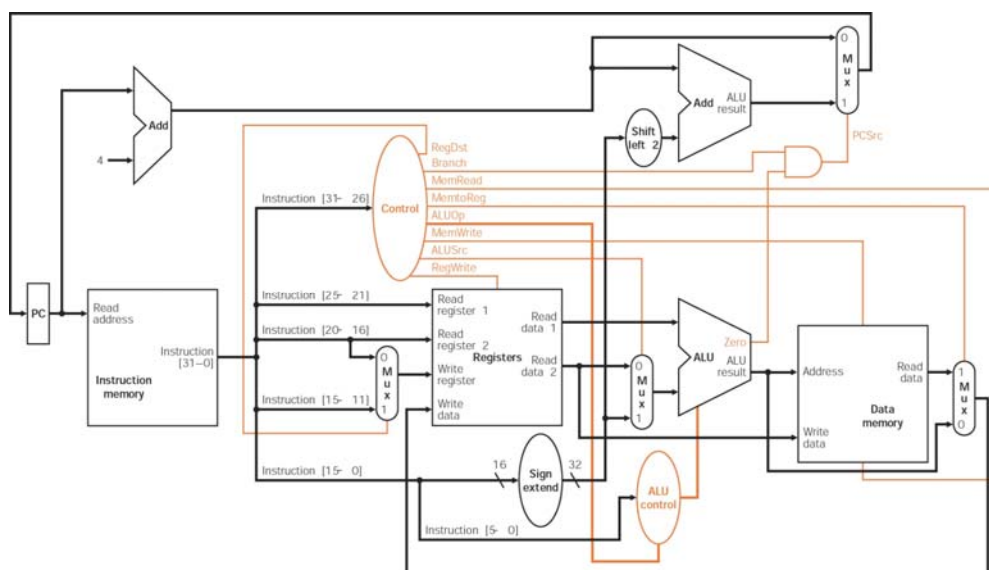 0
M
u
x
1
Add
ALU
result
Add
Shift
left 2
PCSrc
4
RegDst
Branch
MemRead
MemtoReg
ALUOp
MemWrite
ALUSrc
RegWrite
Control
Instruction [31- 26]
Instruction [25- 21]
Instruction [20- 16]
Instruction [15- 11]
Instruction [15- 0]
Instruction [5- 0]
PC
Read
address
Instruction
[31-0]
Instruction
memory
0
M
u
x
1
Read
register 1
Read
register 2
Write
register
Write
data
Registers
Read
data 1
Read
data 2
0
M
u
x
1
Zero
ALU
ALU
result
Address
Read
data
Data
memory
Write
data
1
M
u
x
0
16
Sign
extend
32
ALU
control